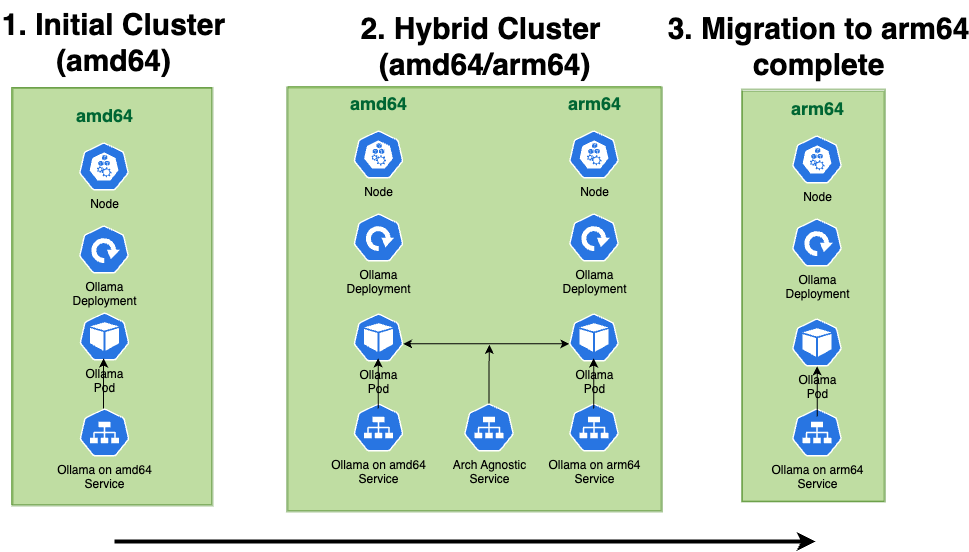 1. Initial Cluster
(amd64)
amd64
Node
Ollama
Deployment
Ollama
Pod
Ollama on amd64
Service
2. Hybrid Cluster
(amd64/arm64)
amd64
Node
Ollama
Deployment
Ollama
Pod
Ollama on amd64
Service
Arch Agnostic
Service
arm64
Node
Ollama
Deployment
Ollama
Pod
Ollama on arm64
Service
3. Migration to arm64
complete
arm64
Node
Ollama
Deployment
Ollama
Pod
Ollama on arm64
Service